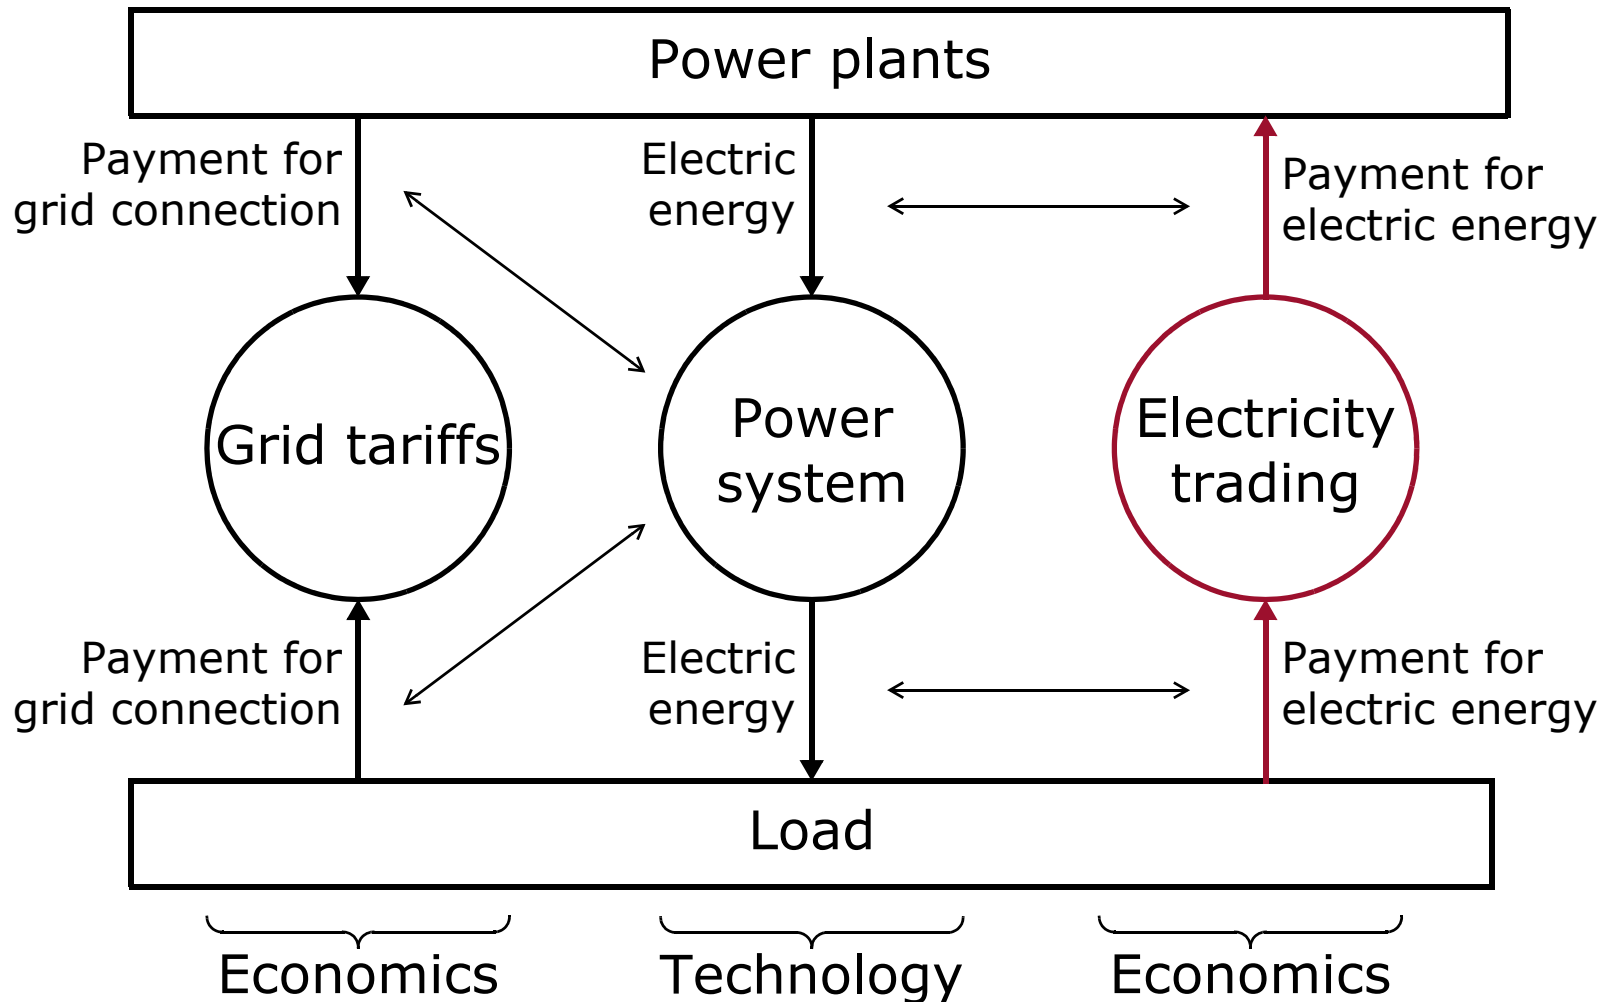 Power plants
Payment for
grid connection
Electric
energy
Payment for
electric energy
Grid tariffs
Power
system
Electricity
trading
Payment for
grid connection
Electric
energy
Payment for
electric energy
Load
Economics
Technology
Economics